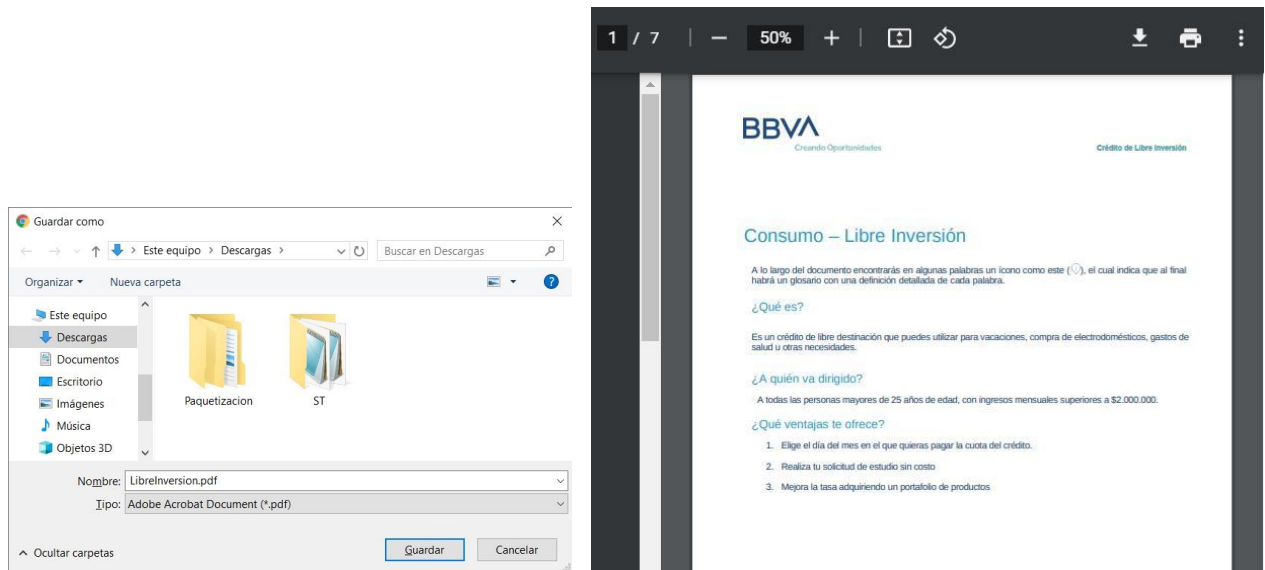 Guardar como
Este equipo > Descargas >
Buscar en Descargas
Organizar
Nueva carpeta
Este equipo
Descargas
Documentos
Escritorio
Imágenes
Música
Objetos 3D
Paquetizacion
ST
Nombre: LibreInversion.pdf
Tipo: Adobe Acrobat Document (*.pdf)
Ocultar carpetas
Guardar
Cancelar
1 / 7
50%
BBVA
Creando Oportunidades
Crédito de Libre Inversión
Consumo – Libre Inversión
A lo largo del documento encontrarás en algunas palabras un ícono como este ( ), el cual indica que al final
habrá un glosario con una definición detallada de cada palabra.
¿Qué es?
Es un crédito de libre destinación que puedes utilizar para vacaciones, compra de electrodomésticos, gastos de
salud u otras necesidades.
¿A quién va dirigido?
A todas las personas mayores de 25 años de edad, con ingresos mensuales superiores a $2.000.000.
¿Qué ventajas te ofrece?
1. Elige el día del mes en el que quieras pagar la cuota del crédito.
2. Realiza tu solicitud de estudio sin costo
3. Mejora la tasa adquiriendo un portafolio de productos